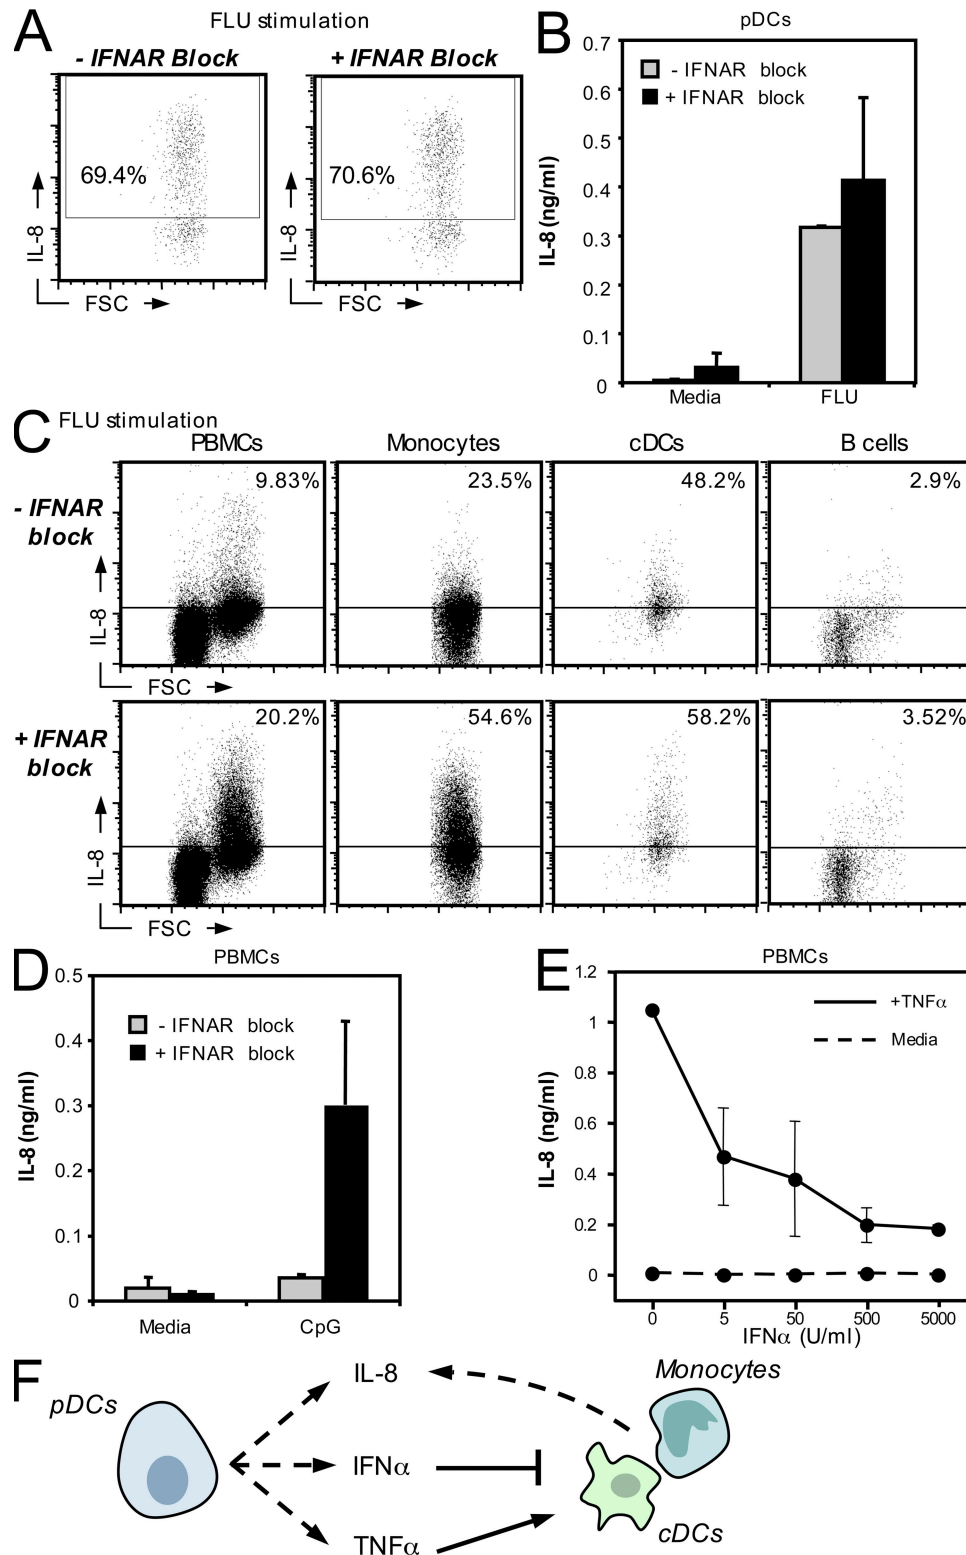 A
FLU stimulation
- IFNAR Block
+ IFNAR Block
69.4%
70.6%
IL-8
FSC
IL-8
FSC
B
pDCs
IL-8 (ng/ml)
0.7
0.6
0.5
0.4
0.3
0.2
0.1
0
- IFNAR block
+ IFNAR block
Media
FLU
C
FLU stimulation
PBMCs
Monocytes
cDCs
B cells
- IFNAR
block
9.83%
23.5%
48.2%
2.9%
IL-8
FSC
+ IFNAR
block
20.2%
54.6%
58.2%
3.52%
IL-8
FSC
D
PBMCs
IL-8 (ng/ml)
0.5
0.4
0.3
0.2
0.1
0
- IFNAR block
+ IFNAR block
Media
CpG
E
PBMCs
IL-8 (ng/ml)
1.2
1
0.8
0.6
0.4
0.2
0
+TNFα
Media
0
5
50
500
5000
IFNα (U/ml)
F
pDCs
IL-8
IFNα
TNFα
Monocytes
cDCs